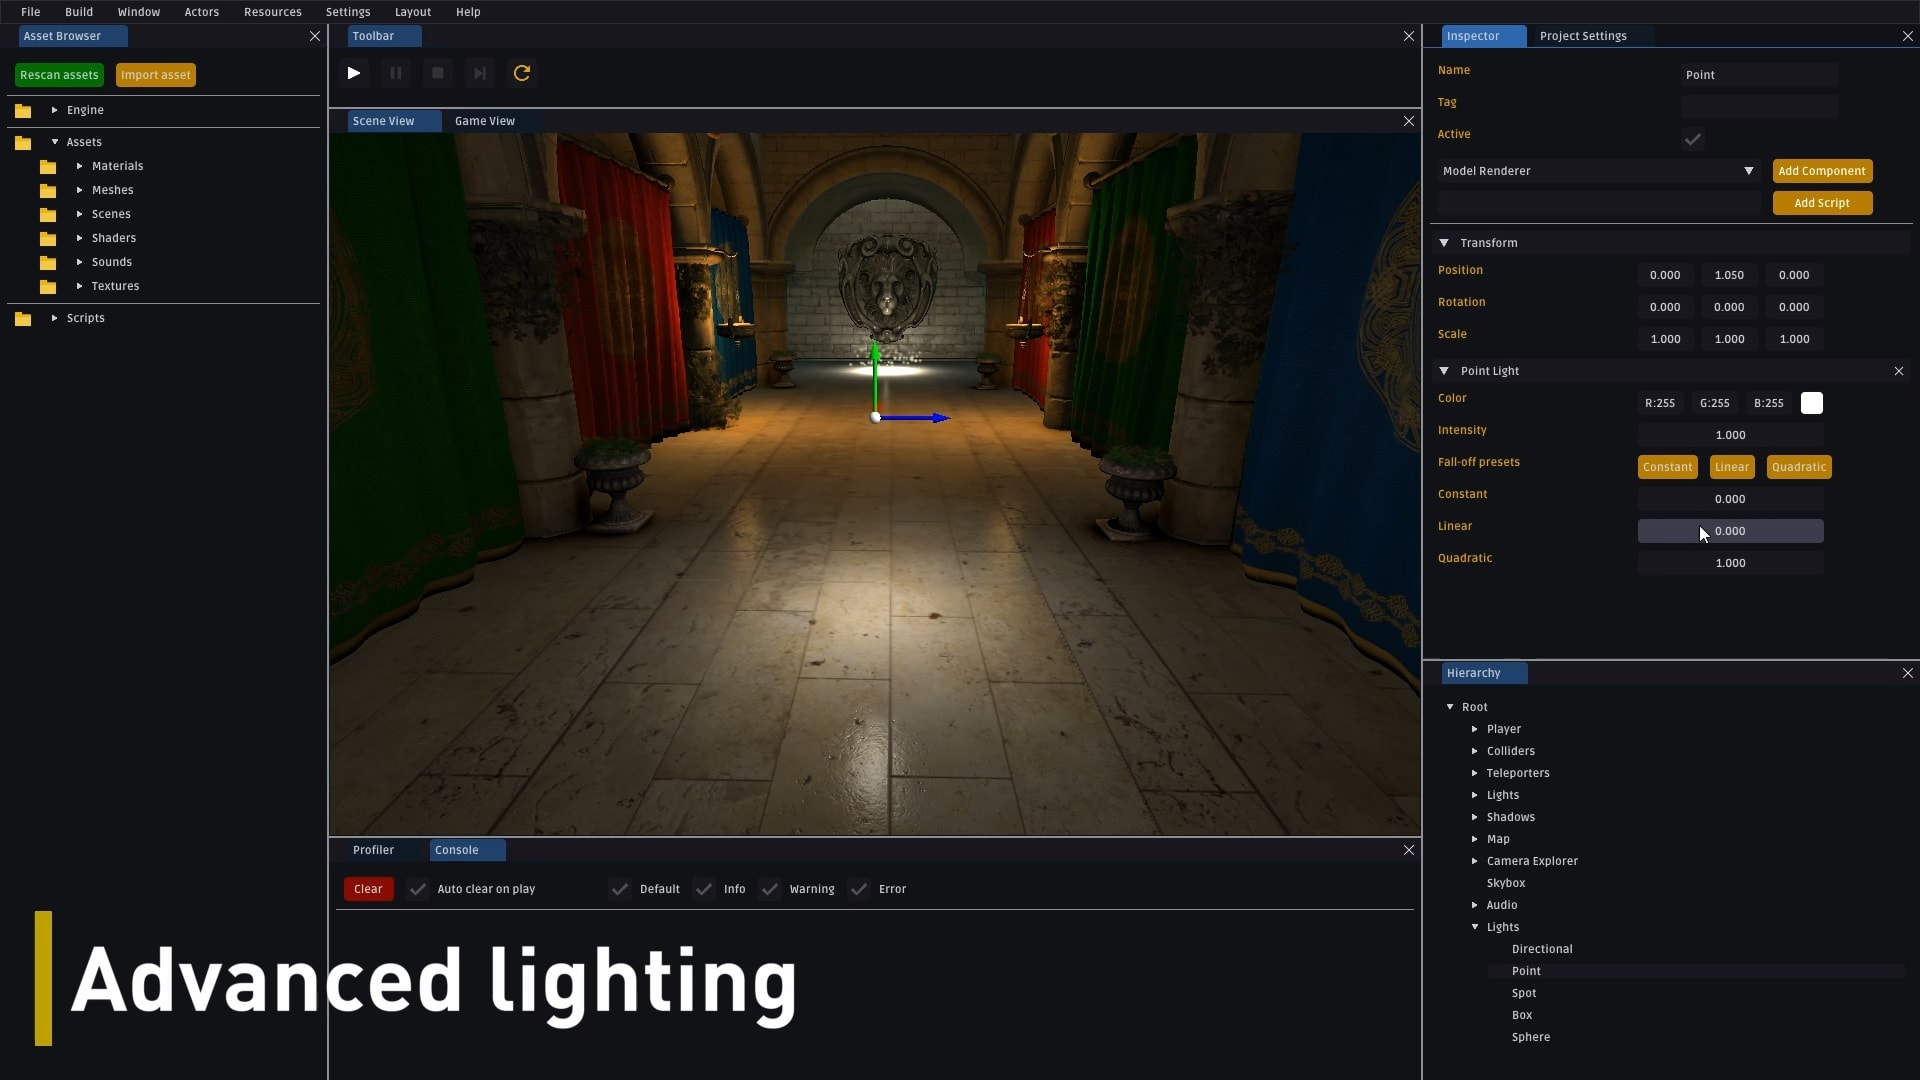 File Build Window Actors Resources Settings Layout Help
Asset Browser
Rescan assets Import asset
Engine
Assets
Materials
Meshes
Scenes
Shaders
Sounds
Textures
Scripts
Toolbar
Scene View Game View
Profiler Console
Clear Auto clear on play Default Info Warning Error
Inspector Project Settings
Name Point
Tag
Active
Model Renderer Add Component
Add Script
Transform
Position 0.000 1.050 0.000
Rotation 0.000 0.000 0.000
Scale 1.000 1.000 1.000
Point Light
Color R:255 G:255 B:255
Intensity 1.000
Fall-off presets Constant Linear Quadratic
Constant 0.000
Linear 0.000
Quadratic 1.000
Hierarchy
Root
Player
Colliders
Teleporters
Lights
Shadows
Map
Camera Explorer
Skybox
Audio
Lights
Directional
Point
Spot
Box
Sphere
Advanced lighting